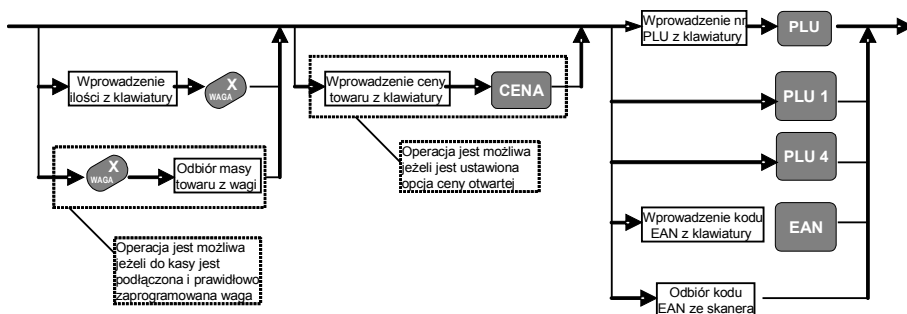 Wprowadzenie
ilości z klawiatury
X
WAGA
X
WAGA
Odbiór masy
towaru z wagi
Operacja jest możliwa
jeżeli do kasy jest
podłączona i prawidłowo
zaprogramowana waga
Wprowadzenie ceny
towaru z klawiatury
CENA
Operacja jest możliwa
jeżeli jest ustawiona
opcja ceny otwartej
Wprowadzenie nr
PLU z klawiatury
PLU
PLU 1
PLU 4
Wprowadzenie kodu
EAN z klawiatury
EAN
Odbiór kodu
EAN ze skanera